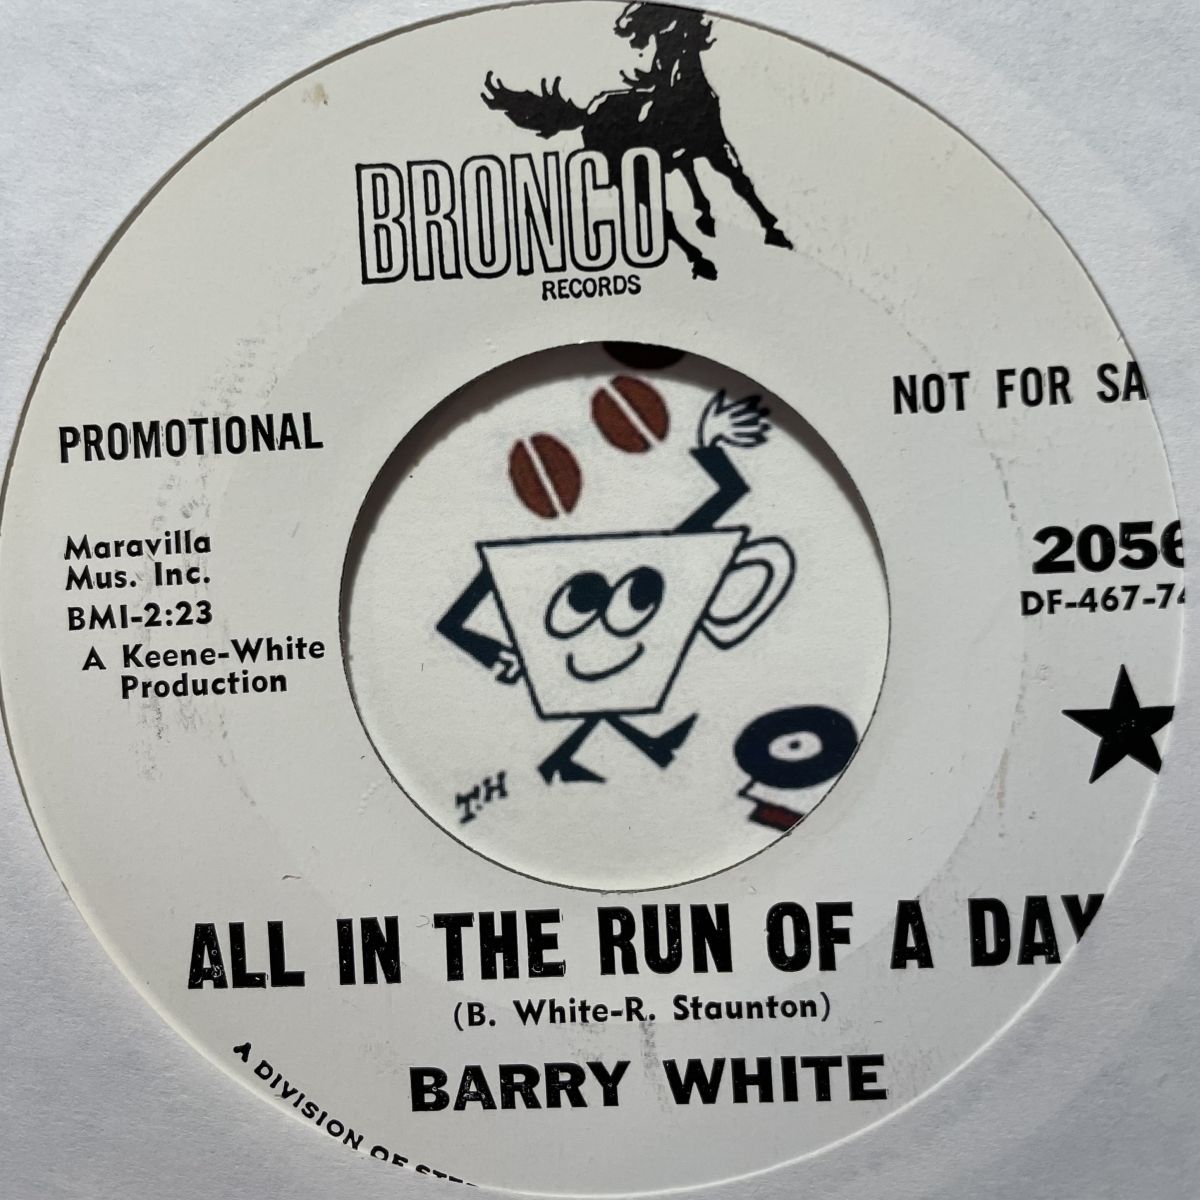 BRONCO
RECORDS
PROMOTIONAL
NOT FOR SA
Maravilla
Mus. Inc.
BMI-2:23
A Keene-White
Production
2056
DF-467-74
T.H
ALL IN THE RUN OF A DAY
(B. White-R. Staunton)
BARRY WHITE
A DIVISION OF